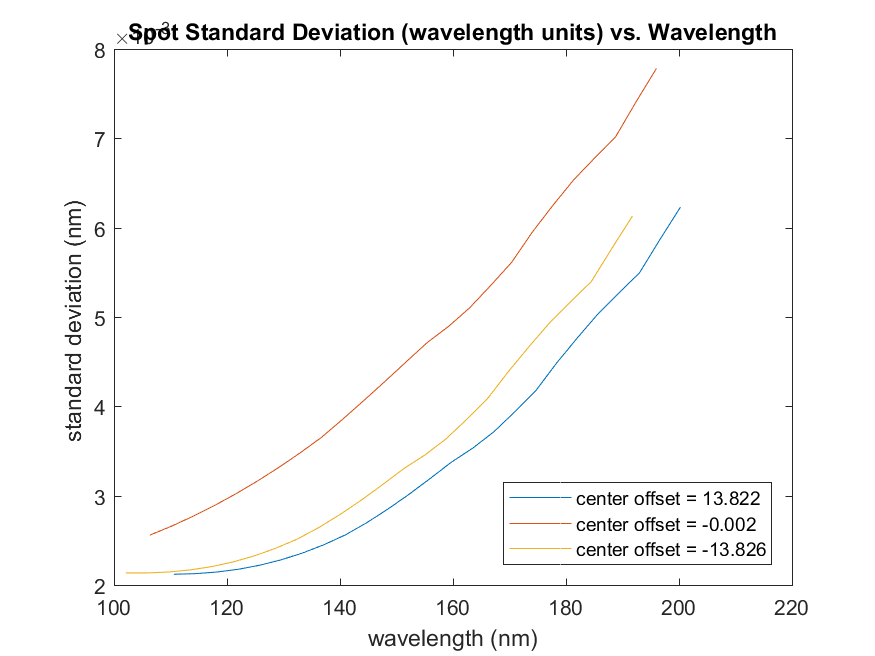 Spot Standard Deviation (wavelength units) vs. Wavelength
8
7
6
5
4
3
2
standard deviation (nm)
center offset = 13.822
center offset = -0.002
center offset = -13.826
100 120 140 160 180 200 220
wavelength (nm)